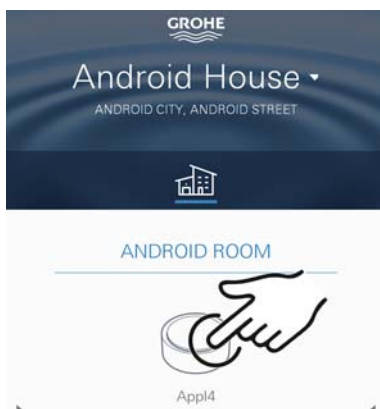 GROHE
Android House
ANDROID CITY, ANDROID STREET
ANDROID ROOM
Appl4